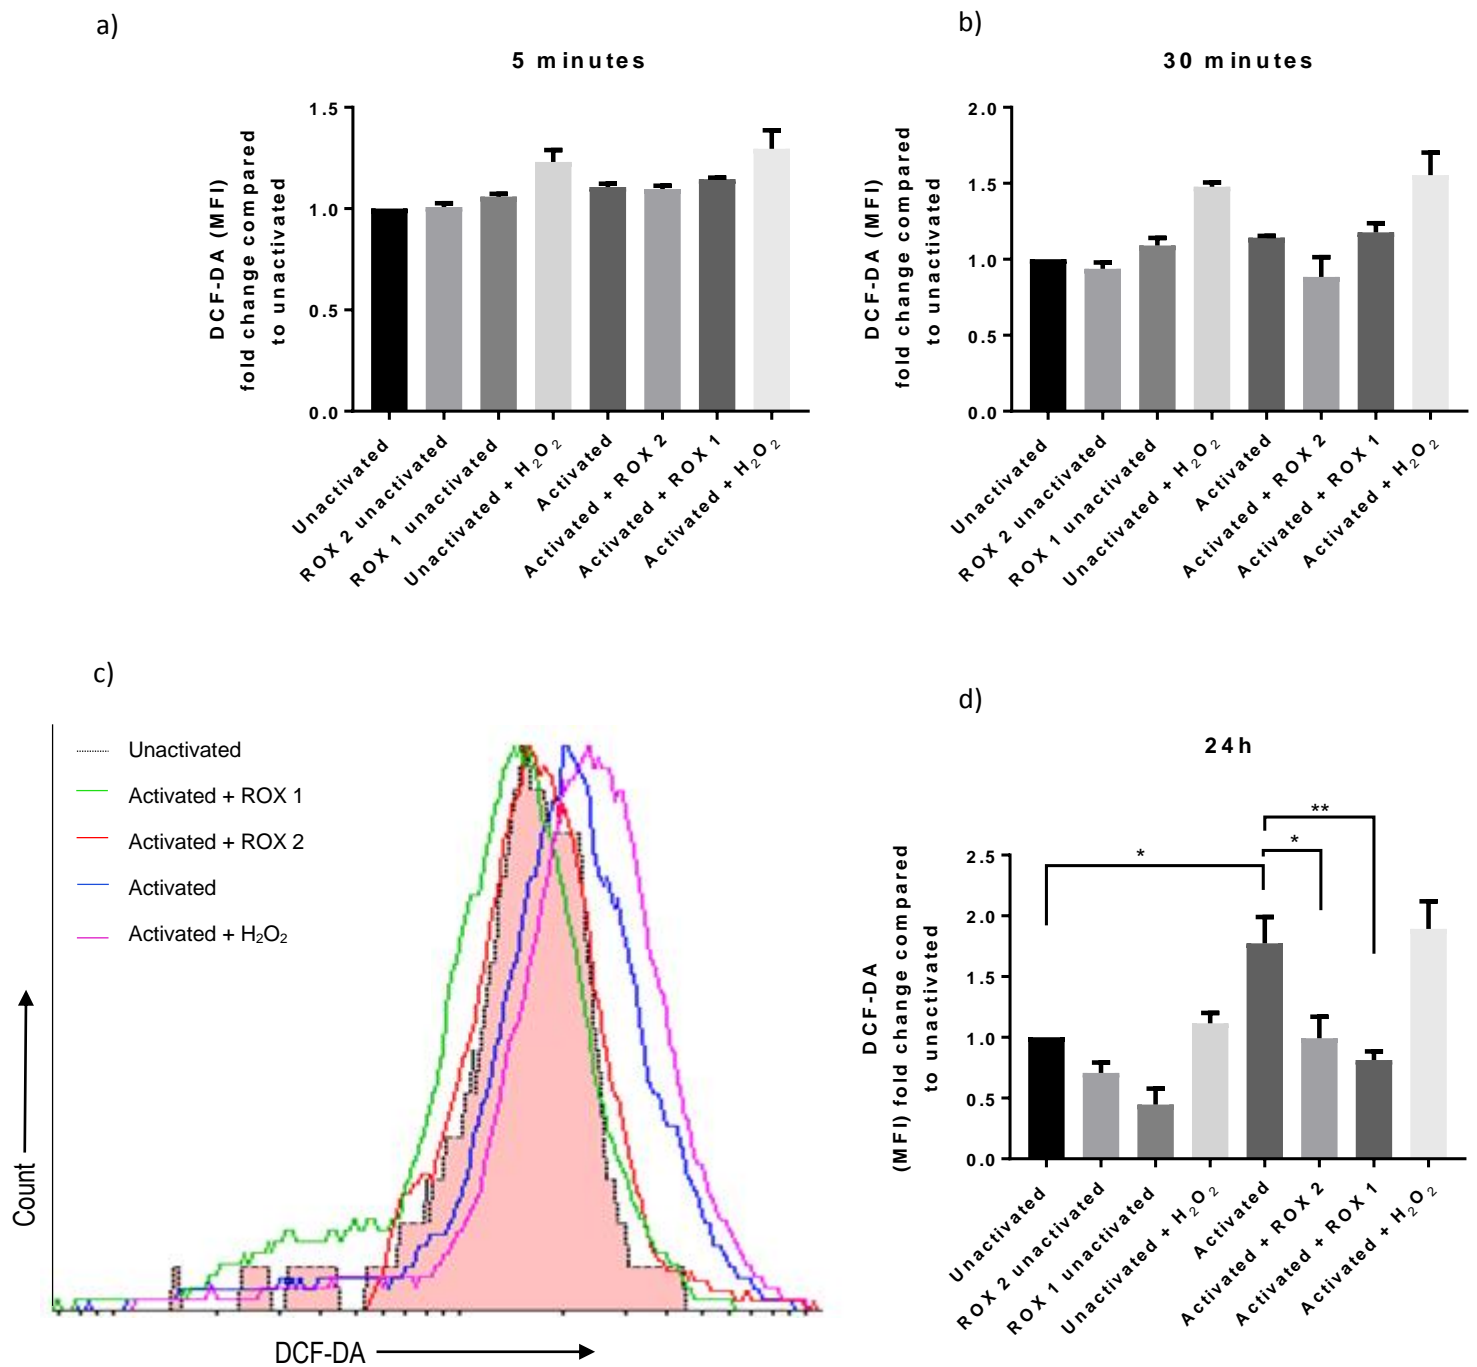 a)
5 minutes
DCF-DA (MFI)
fold change compared
to unactivated
1.5
1.0
0.5
0.0
Unactivated
ROX 2 unactivated
ROX 1 unactivated
Unactivated + H₂O₂
Activated
Activated + ROX 2
Activated + ROX 1
Activated + H₂O₂
b)
30 minutes
DCF-DA (MFI)
fold change compared
to unactivated
2.0
1.5
1.0
0.5
0.0
Unactivated
ROX 2 unactivated
ROX 1 unactivated
Unactivated + H₂O₂
Activated
Activated + ROX 2
Activated + ROX 1
Activated + H₂O₂
c)
Unactivated
Activated + ROX 1
Activated + ROX 2
Activated
Activated + H₂O₂
Count
DCF-DA
d)
24h
**
*
*
DCF-DA
(MFI) fold change compared
to unactivated
2.5
2.0
1.5
1.0
0.5
0.0
Unactivated
ROX 2 unactivated
ROX 1 unactivated
Unactivated + H₂O₂
Activated
Activated + ROX 2
Activated + ROX 1
Activated + H₂O₂